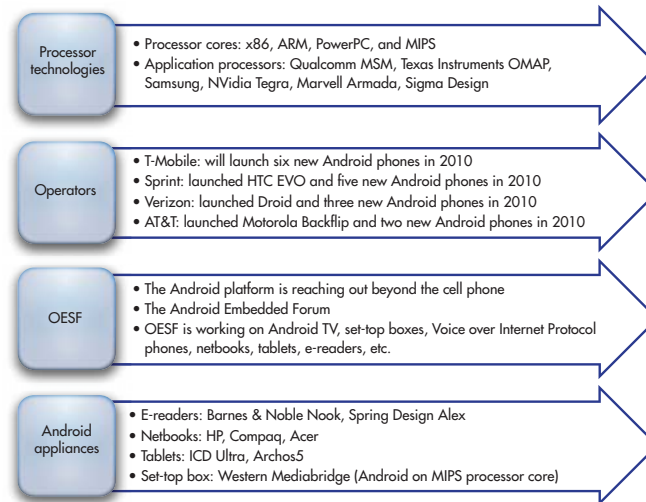 Processor
technologies
• Processor cores: x86, ARM, PowerPC, and MIPS
• Application processors: Qualcomm MSM, Texas Instruments OMAP,
Samsung, NVidia Tegra, Marvell Armada, Sigma Design
Operators
• T-Mobile: will launch six new Android phones in 2010
• Sprint: launched HTC EVO and five new Android phones in 2010
• Verizon: launched Droid and three new Android phones in 2010
• AT&T: launched Motorola Backflip and two new Android phones in 2010
OESF
• The Android platform is reaching out beyond the cell phone
• The Android Embedded Forum
• OESF is working on Android TV, set-top boxes, Voice over Internet Protocol
phones, netbooks, tablets, e-readers, etc.
Android
appliances
• E-readers: Barnes & Noble Nook, Spring Design Alex
• Netbooks: HP, Compaq, Acer
• Tablets: ICD Ultra, Archos5
• Set-top box: Western Mediabridge (Android on MIPS processor core)